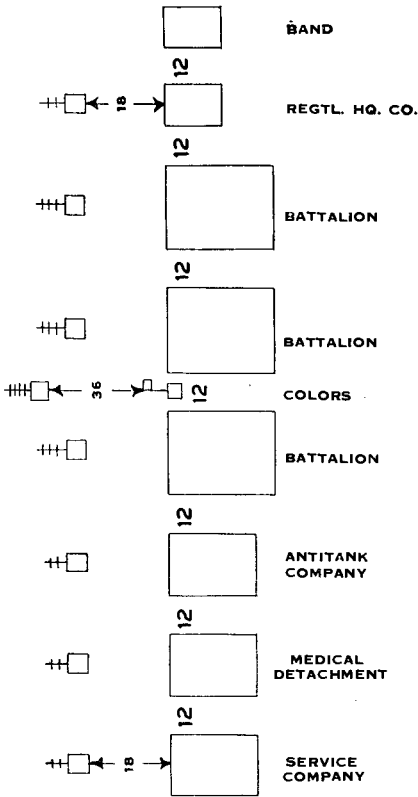 BAND
12
18
REGTL. HQ. CO.
12
BATTALION
12
BATTALION
36
12
COLORS
BATTALION
12
ANTITANK
COMPANY
12
MEDICAL
DETACHMENT
12
18
SERVICE
COMPANY